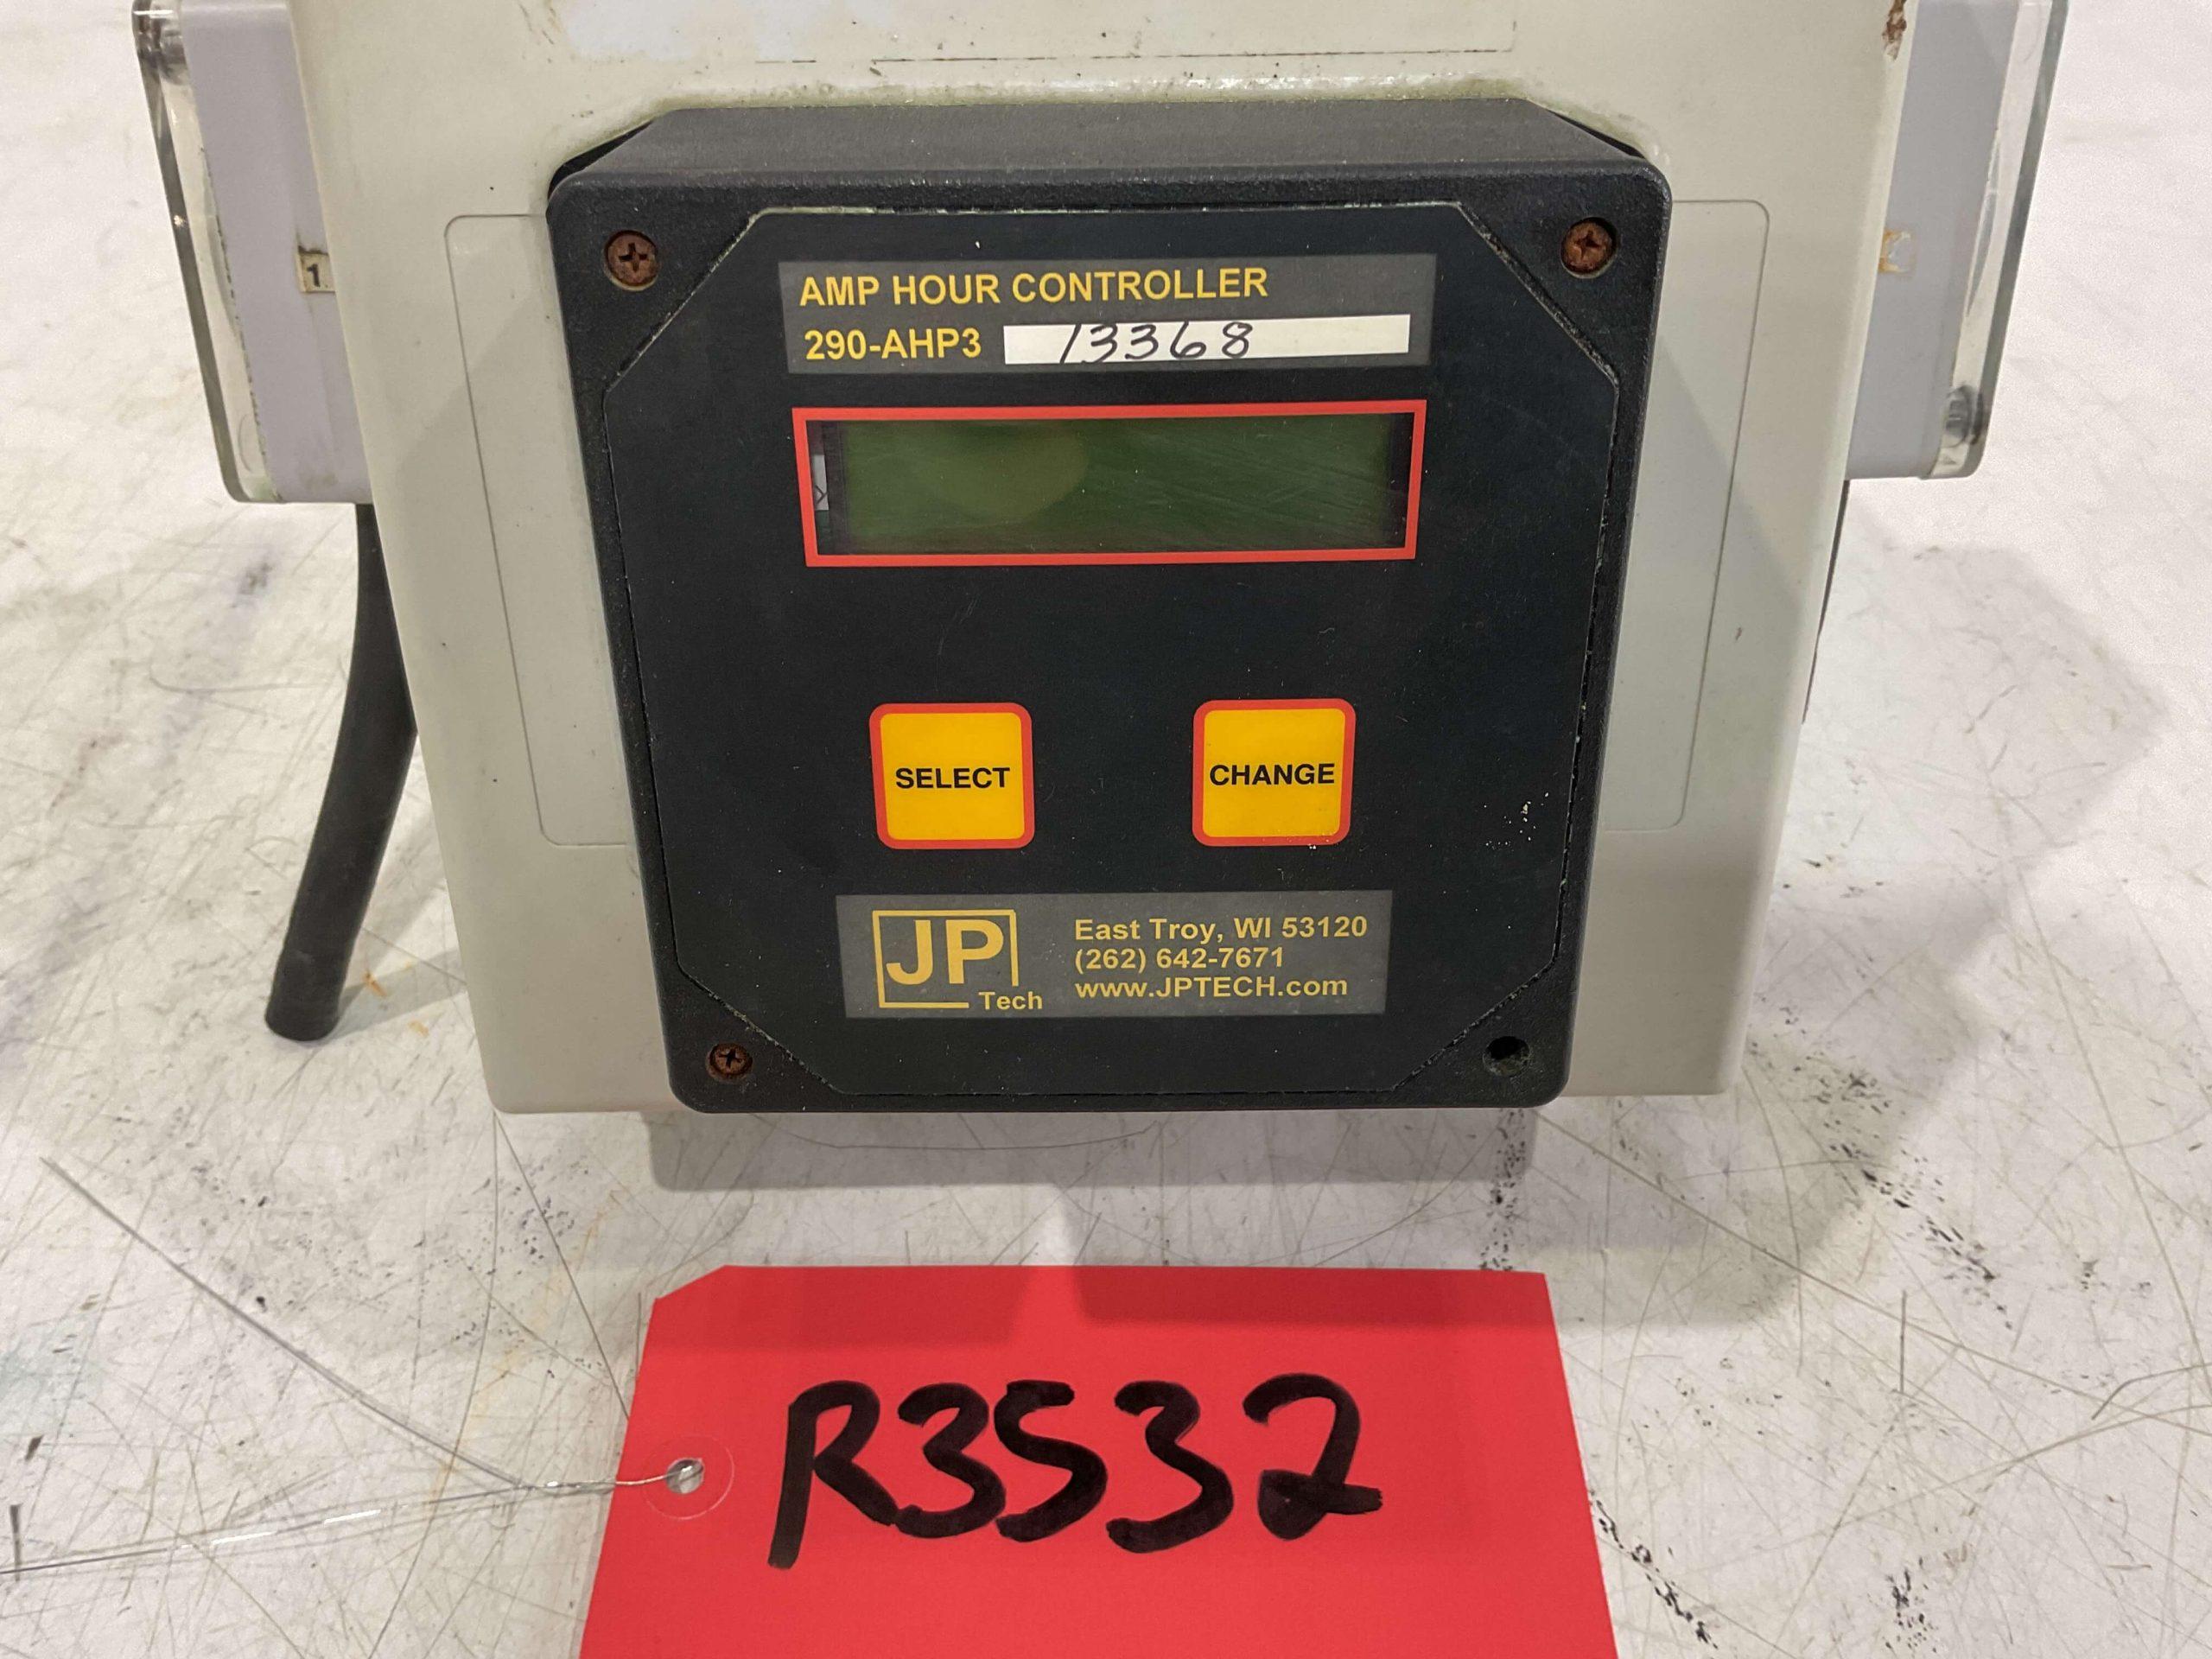 1
AMP HOUR CONTROLLER
290-AHP3 13368
SELECT
CHANGE
JP Tech
East Troy, WI 53120
(262) 642-7671
www.JPTECH.com
R3532